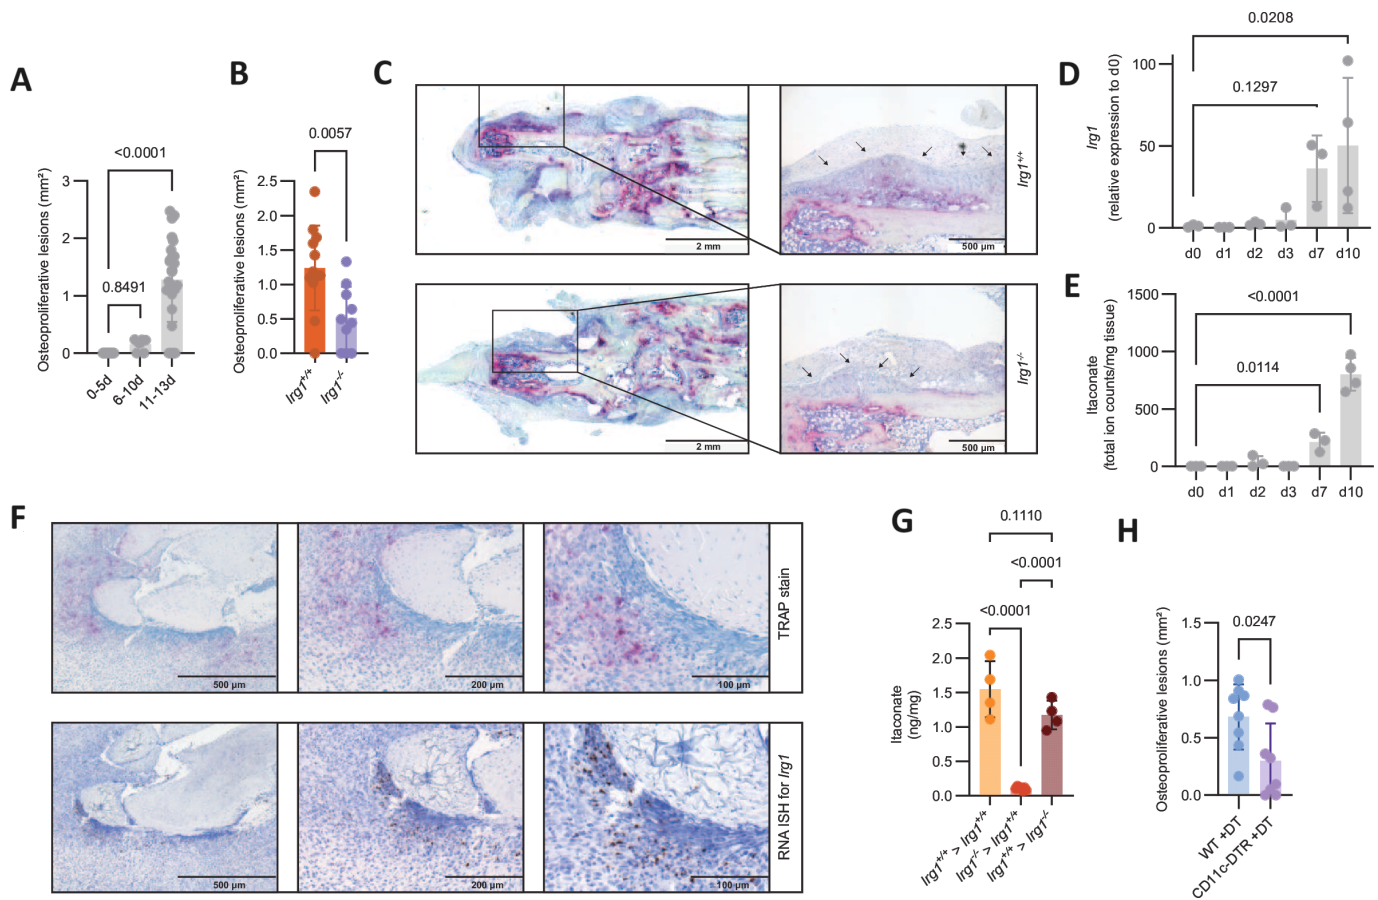 A
Osteoproliferative lesions (mm²)
<0.0001
0.8491
3
2
1
0
0-5d
6-10d
11-13d
B
Osteoproliferative lesions (mm²)
0.0057
2.5
2.0
1.5
1.0
0.5
0.0
Irg1+/+
Irg1-/-
C
2 mm
500 µm
Irg1+/+
2 mm
500 µm
Irg1-/-
D
Irg1
(relative expression to d0)
0.0208
0.1297
100
50
0
d0 d1 d2 d3 d7 d10
E
Itaconate
(total ion counts/mg tissue)
<0.0001
0.0114
1500
1000
500
0
d0 d1 d2 d3 d7 d10
F
500 µm
200 µm
100 µm
TRAP stain
500 µm
200 µm
100 µm
RNA ISH for Irg1
G
Itaconate
(ng/mg)
0.1110
<0.0001
<0.0001
2.5
2.0
1.5
1.0
0.5
0.0
Irg1+/+ > Irg1+/+
Irg1-/- > Irg1+/+
Irg1+/+ > Irg1-/-
H
Osteoproliferative lesions (mm²)
0.0247
1.5
1.0
0.5
0.0
WT +DT
CD11c-DTR +DT